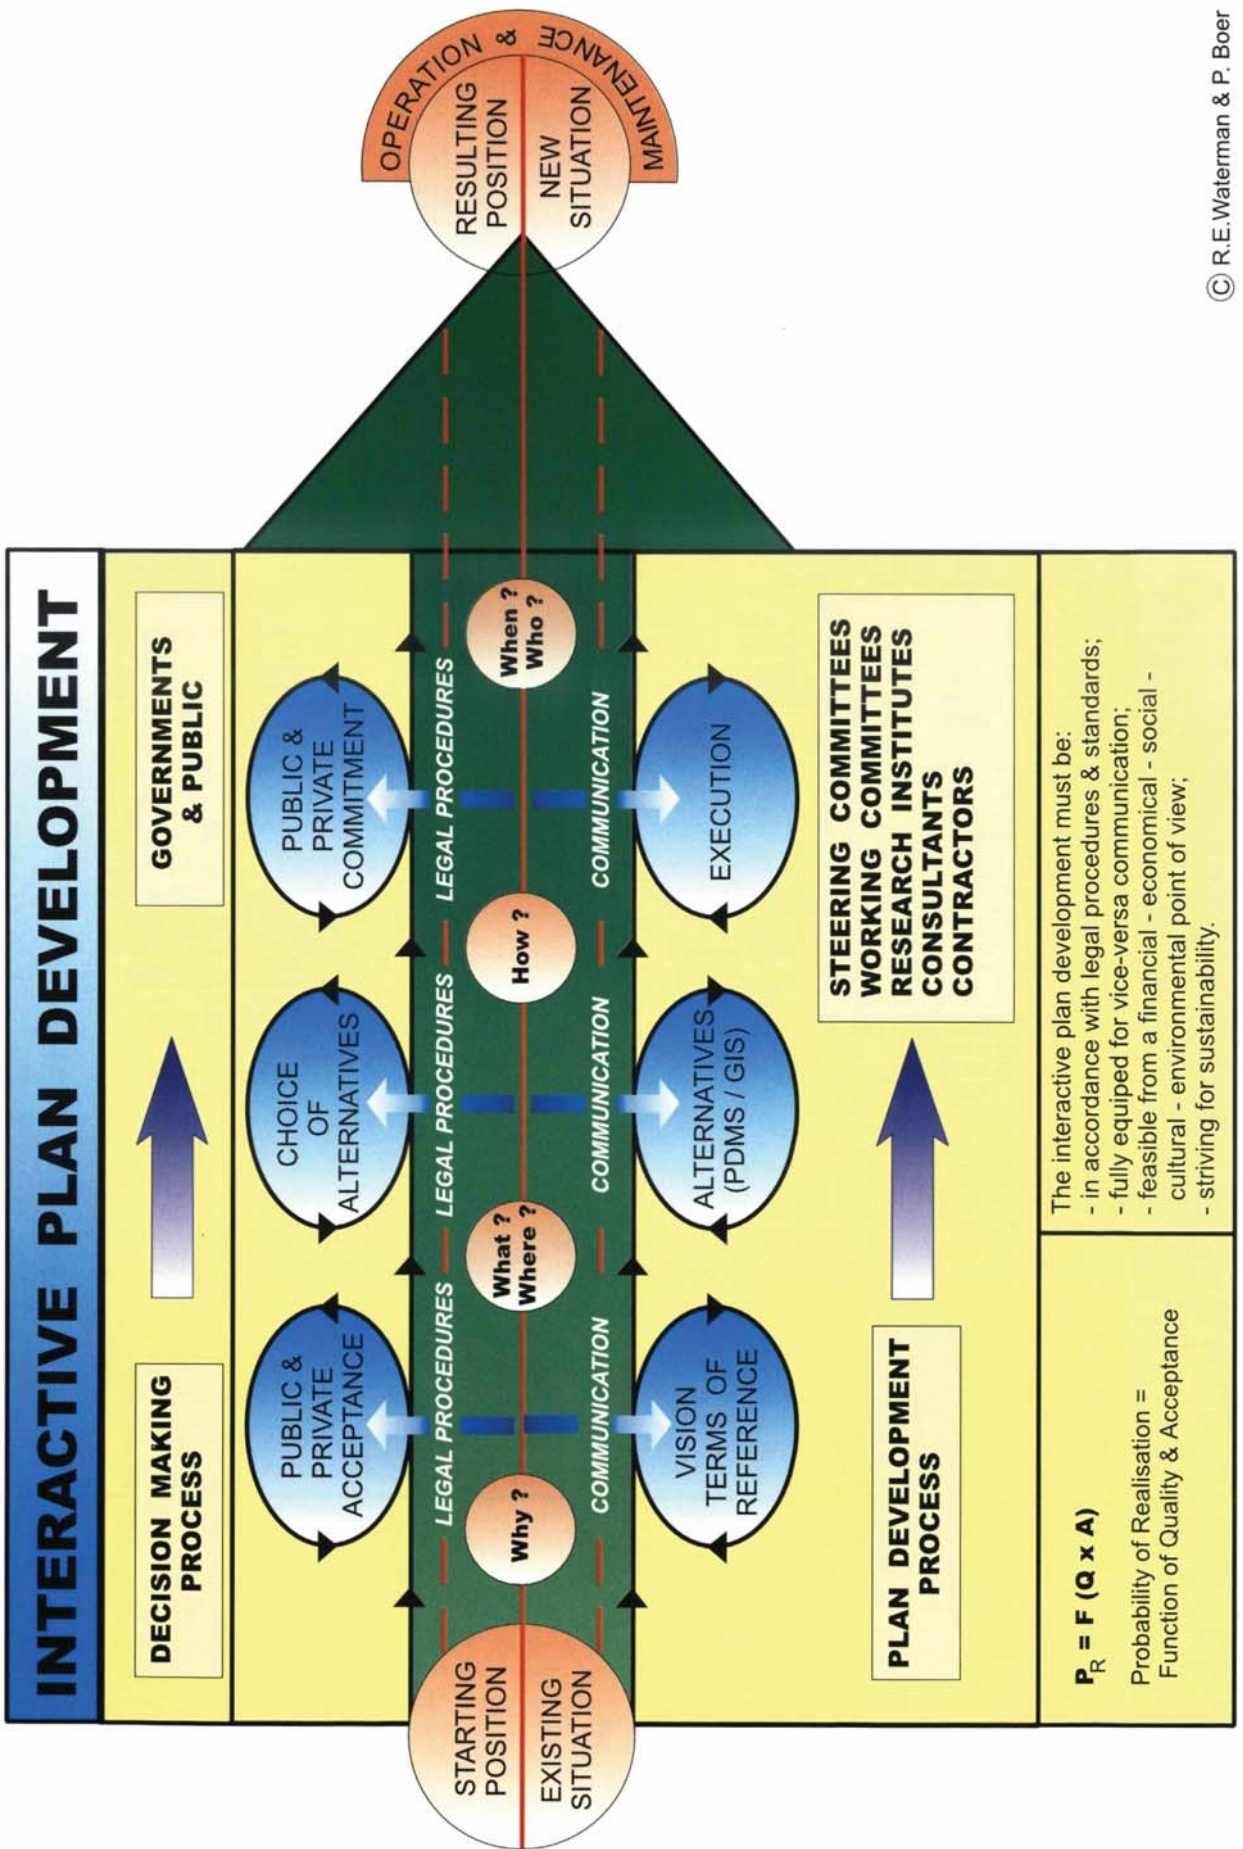 INTERACTIVE PLAN DEVELOPMENT
DECISION MAKING
PROCESS
GOVERNMENTS
& PUBLIC
PUBLIC &
PRIVATE
ACCEPTANCE
CHOICE
OF
ALTERNATIVES
PUBLIC &
PRIVATE
COMMITMENT
LEGAL PROCEDURES
LEGAL PROCEDURES
LEGAL PROCEDURES
STARTING
POSITION
EXISTING
SITUATION
Why ?
What ?
Where ?
How ?
When ?
Who ?
OPERATION & MAINTENANCE
RESULTING
POSITION
NEW
SITUATION
COMMUNICATION
COMMUNICATION
COMMUNICATION
VISION
TERMS OF
REFERENCE
ALTERNATIVES
(PDMS / GIS)
EXECUTION
PLAN DEVELOPMENT
PROCESS
STEERING COMMITTEES
WORKING COMMITTEES
RESEARCH INSTITUTES
CONSULTANTS
CONTRACTORS
P_R = F (Q x A)
Probability of Realisation =
Function of Quality & Acceptance
The interactive plan development must be:
- in accordance with legal procedures & standards;
- fully equiped for vice-versa communication;
- feasible from a financial - economical - social -
cultural - environmental point of view;
- striving for sustainability.
© R.E.Waterman & P. Boer